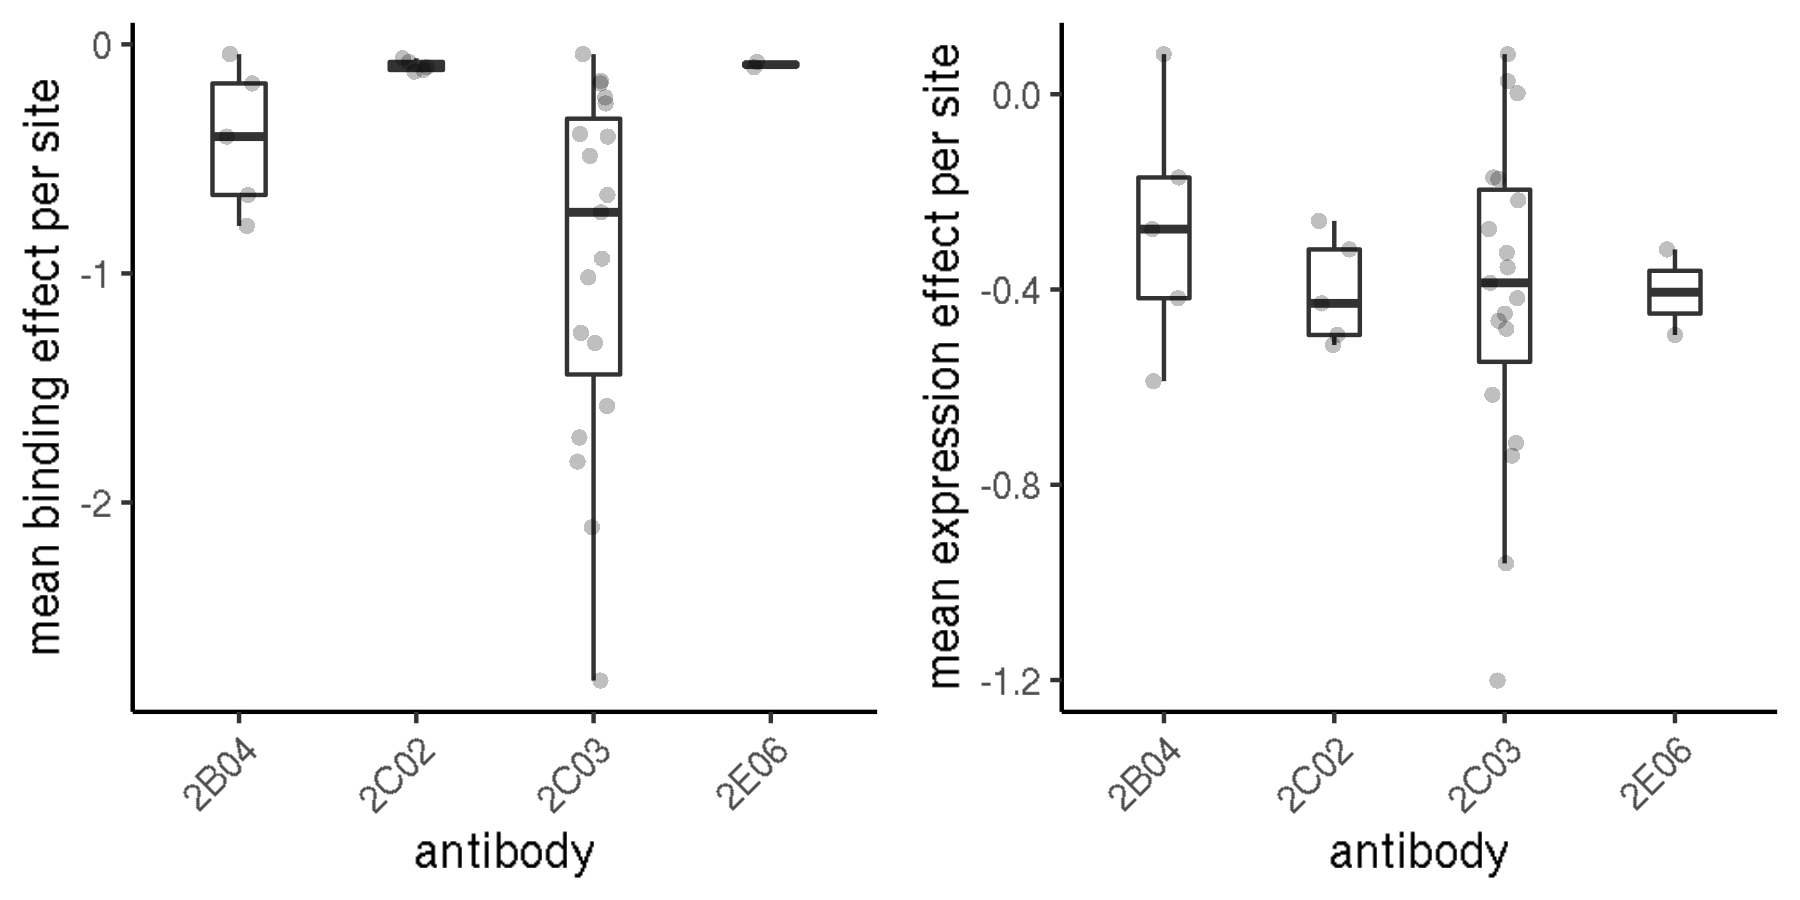 mean binding effect per site
0
-1
-2
2B04
2C02
2C03
2E06
antibody
mean expression effect per site
0.0
-0.4
-0.8
-1.2
2B04
2C02
2C03
2E06
antibody